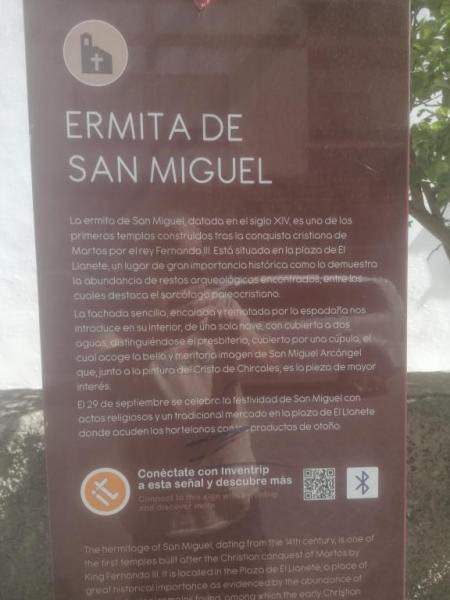 ERMITA DE
SAN MIGUEL
La ermita de San Miguel, datada en el siglo XIV, es uno de los
primeros templos construidos tras la conquista cristiana de
Martos por el rey Fernando III. Está situada en la plaza de El
Llanete, un lugar de gran importancia histórica como lo demuestra
la abundancia de restos arqueológicos encontrados, entre los
cuales destaca el sarcófago paleocristiano.
La fachada sencilla, encalada y rematada por la espadaña nos
introduce en su interior, de una sola nave, con cubierta a dos
aguas, distinguiéndose el presbiterio, cubierto por una cúpula, el
cual acoge la bella y meritoria imagen de San Miguel Arcángel
que, junto a la pintura del Cristo de Chircales, es la pieza de mayor
interés.
El 29 de septiembre se celebra la festividad de San Miguel con
actos religiosos y un tradicional mercado en la plaza de El Llanete
donde acuden los hortelanos con productos de otoño.
it
Conéctate con Inventrip
a esta señal y descubre más
Connect to this sign with Inventrip
and discover more
The hermitage of San Miguel, dating from the 14th century, is one of
the first temples built after the Christian conquest of Martos by
King Fernando III. It is located in the Plaza de El Llanete, a place of
great historical importance as evidenced by the abundance of
remains found, among which the early Christian